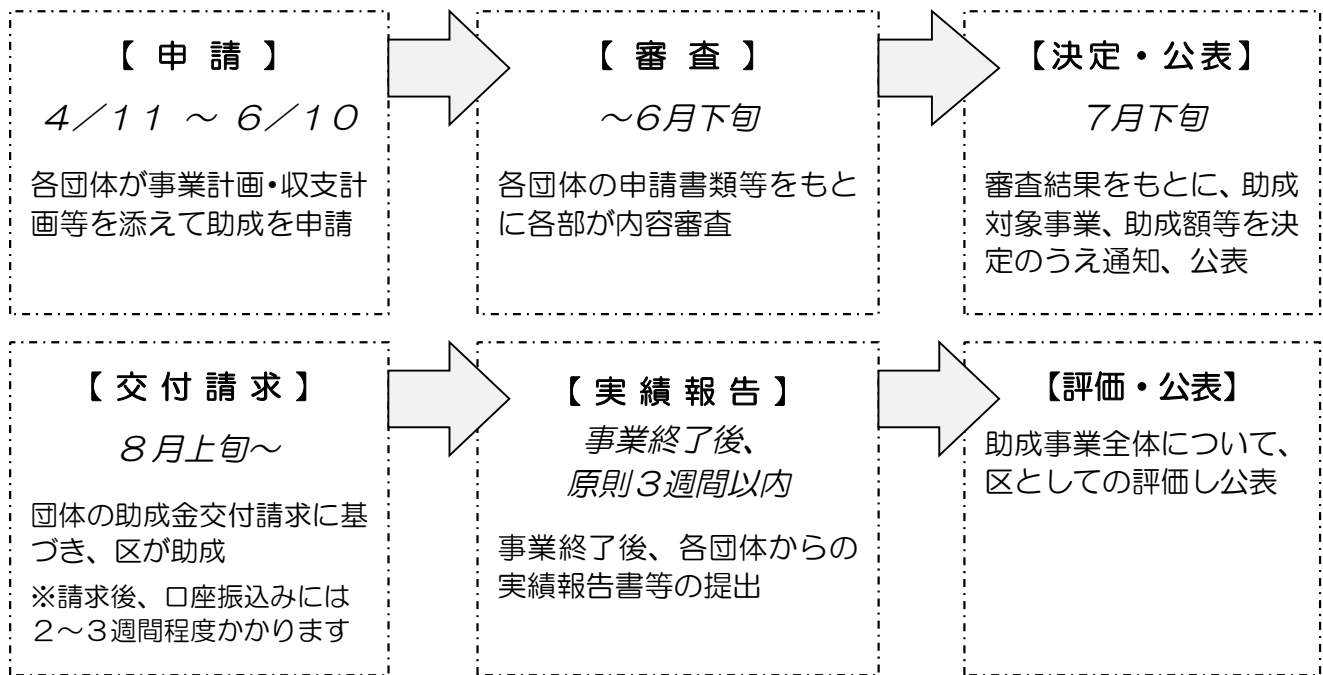 【 申 請 】
4/11 ～ 6/10
各団体が事業計画・収支計
画等を添えて助成を申請
【 審 査 】
～6月下旬
各団体の申請書類等をもと
に各部が内容審査
【決定・公表】
7月下旬
審査結果をもとに、助成
対象事業、助成額等を決
定のうえ通知、公表
【 交 付 請 求 】
8月上旬～
団体の助成金交付請求に基
づき、区が助成
※請求後、口座振込みには
2～3週間程度かかります
【 実 績 報 告 】
事業終了後、
原則3週間以内
事業終了後、各団体からの
実績報告書等の提出
【評価・公表】
助成事業全体について、
区としての評価し公表